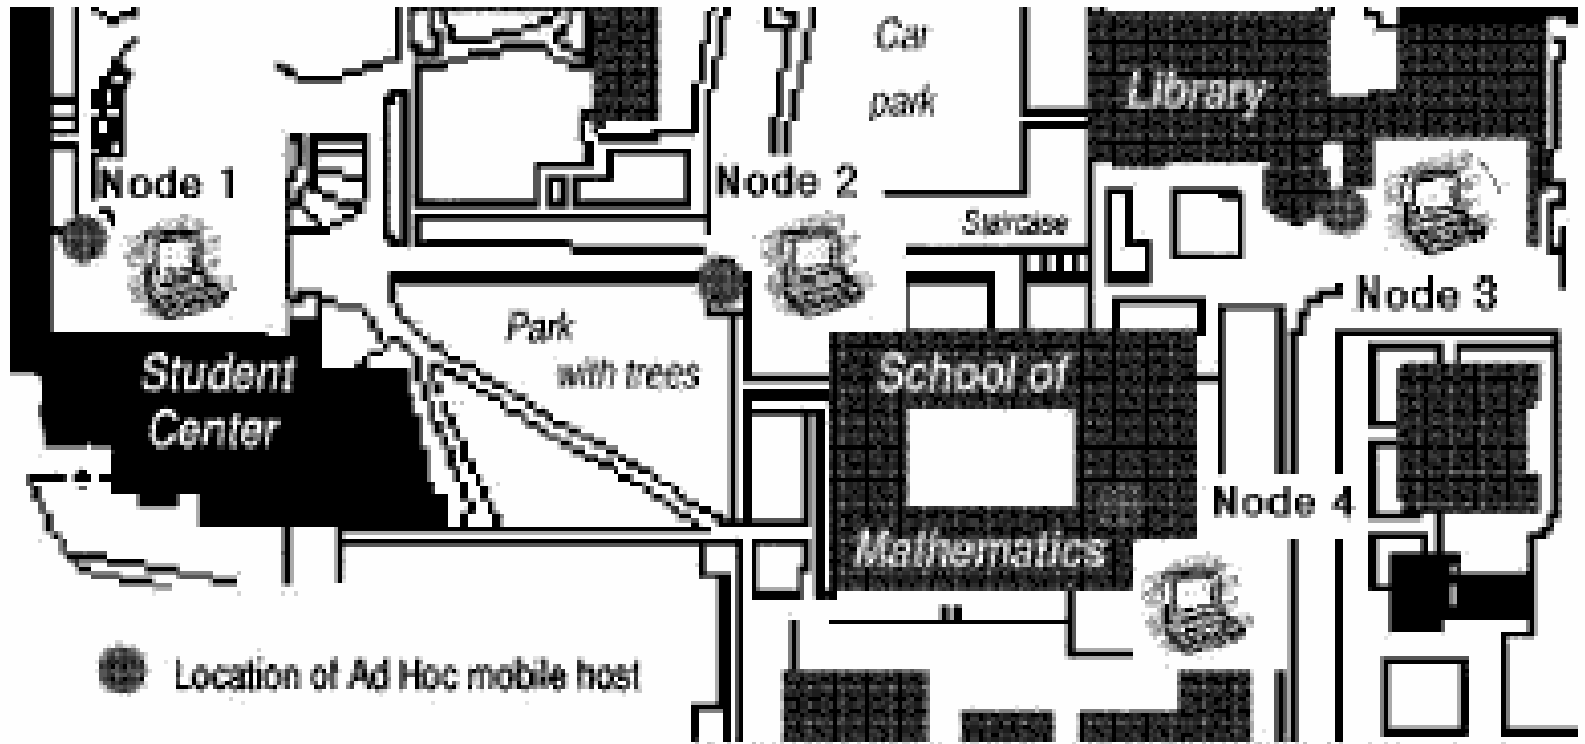 Car
park
Library
Node 1
Node 2
Staircase
Node 3
Park
with trees
Student
Center
School of
Mathematics
Node 4
Location of Ad Hoc mobile host